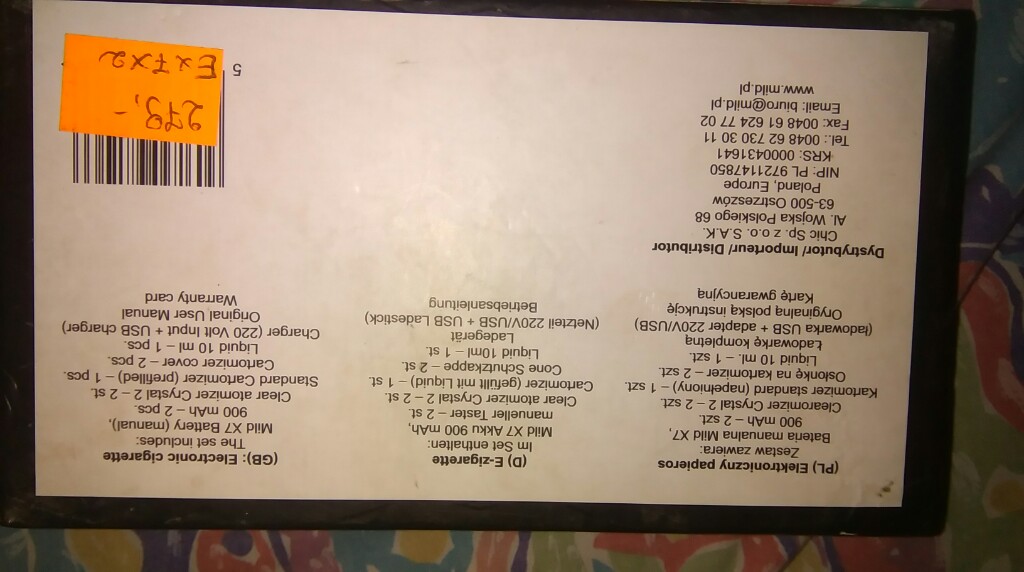 (PL) Elektroniczny papieros
Zestaw zawiera:
Bateria manualna Mild X7,
900 mAh – 2 szt.
Clearomizer Crystal 2 – 2 szt.
Kartomizer standard (napełniony) – 1 szt.
Osłonkę na kartomizer – 2 szt.
Liquid 10 ml. – 1 szt.
Ładowarkę kompletną
(ładowarka USB + adapter 220V/USB)
Oryginalną polską instrukcję
Kartę gwarancyjną
(D) E-zigarette
Im Set enthalten:
Mild X7 Akku 900 mAh,
manueller Taster – 2 st.
Clear atomizer Crystal 2 – 2 st.
Cartomizer (gefüllt mit Liquid) – 1 st.
Cone Schutzkappe – 2 st.
Liquid 10ml – 1 st.
Ladegerät
(Netzteil 220V/USB + USB Ladestick)
Betriebsanleitung
(GB): Electronic cigarette
The set includes:
Mild X7 Battery (manual),
900 mAh – 2 pcs.
Clear atomizer Crystal 2 – 2 st.
Standard Cartomizer (prefilled) – 1 pcs.
Cartomizer cover – 2 pcs.
Liquid 10 ml – 1 pcs.
Charger (220 Volt input + USB charger)
Original User Manual
Warranty card
Dystrybutor/ Importeur/ Distributor
Chic Sp. z o.o. S.A.K.
Al. Wojska Polskiego 68
63-500 Ostrzeszów
Poland, Europe
NIP: PL 9721147850
KRS: 0000431641
Tel.: 0048 62 730 30 11
Fax: 0048 61 624 77 02
Email: biuro@mild.pl
www.mild.pl
279,-
Ex7x2
5